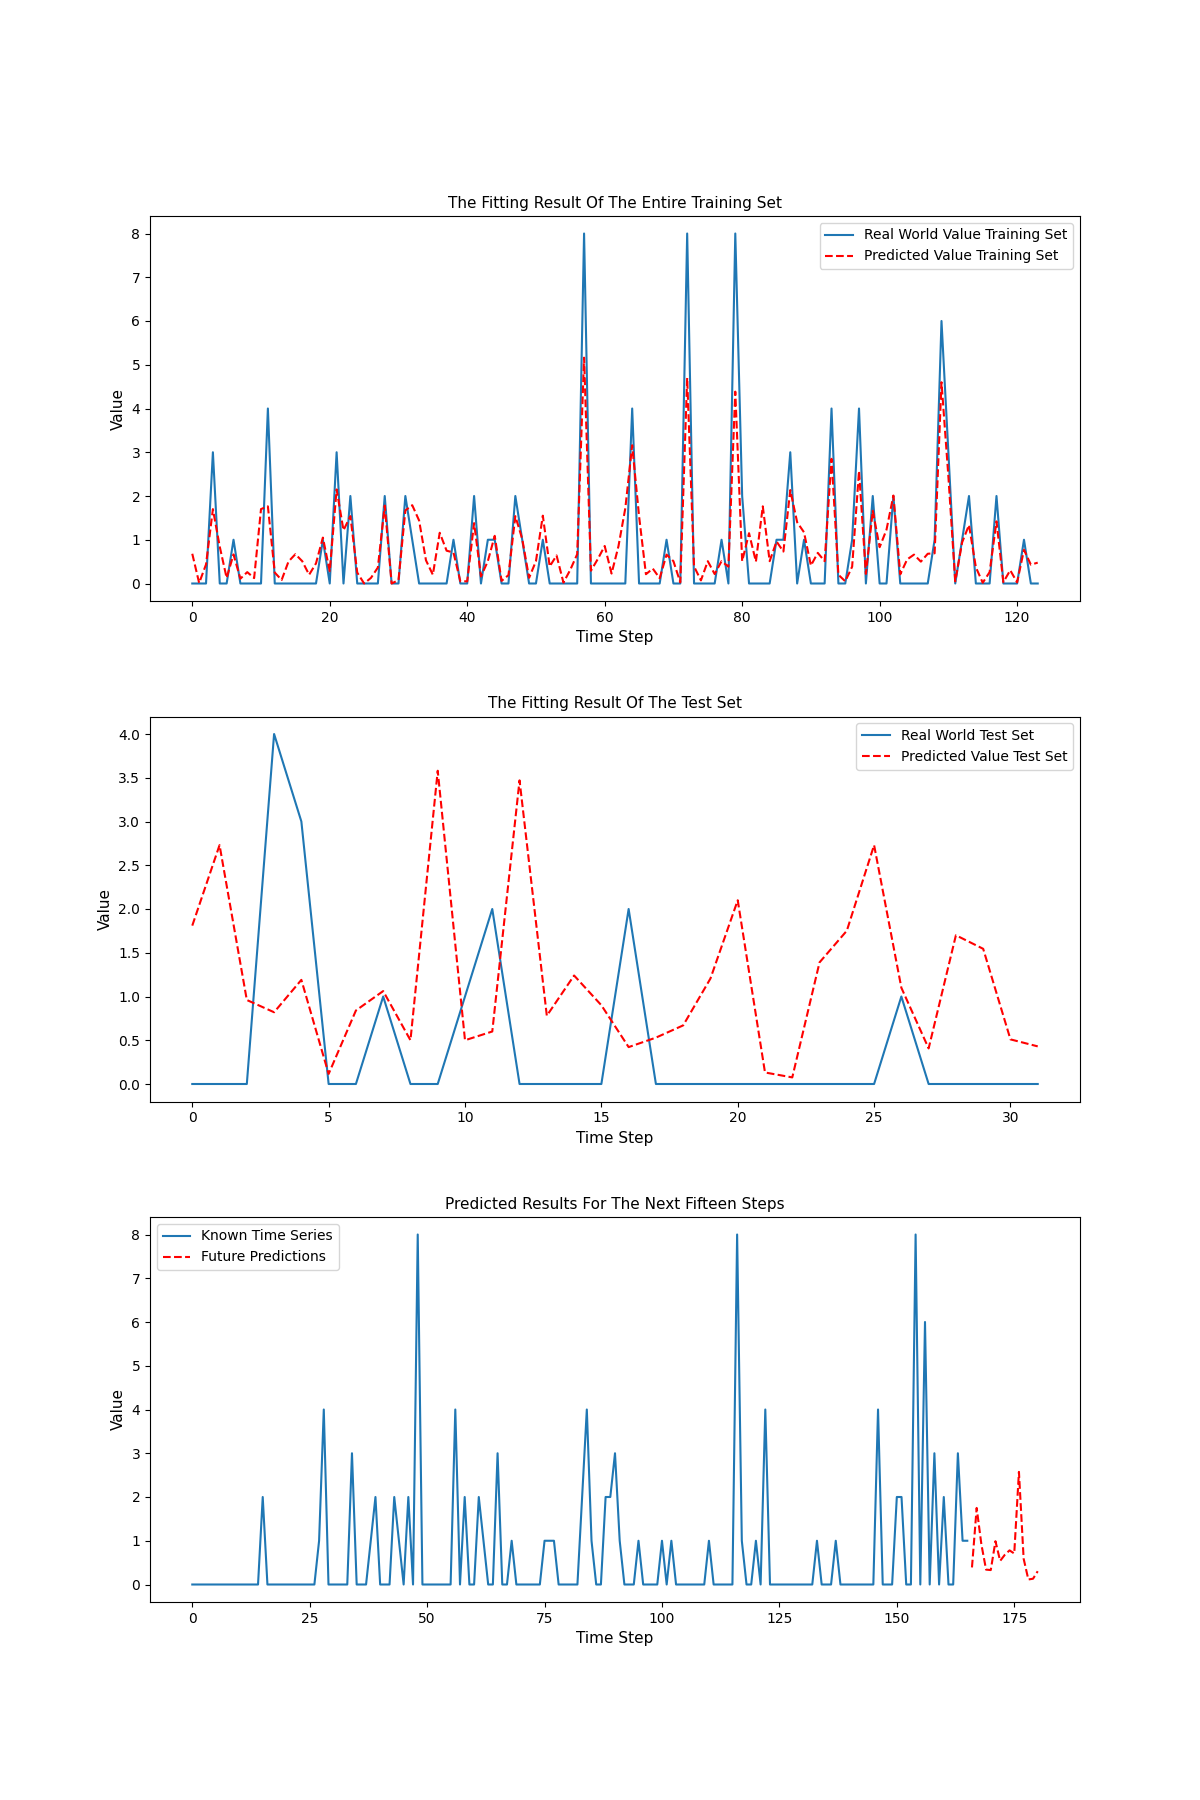 The Fitting Result Of The Entire Training Set
Real World Value Training Set
Predicted Value Training Set
8
7
6
5
4
3
2
1
0
Value
0 20 40 60 80 100 120
Time Step
The Fitting Result Of The Test Set
Real World Test Set
Predicted Value Test Set
4.0
3.5
3.0
2.5
2.0
1.5
1.0
0.5
0.0
Value
0 5 10 15 20 25 30
Time Step
Predicted Results For The Next Fifteen Steps
Known Time Series
Future Predictions
8
7
6
5
4
3
2
1
0
Value
0 25 50 75 100 125 150 175
Time Step